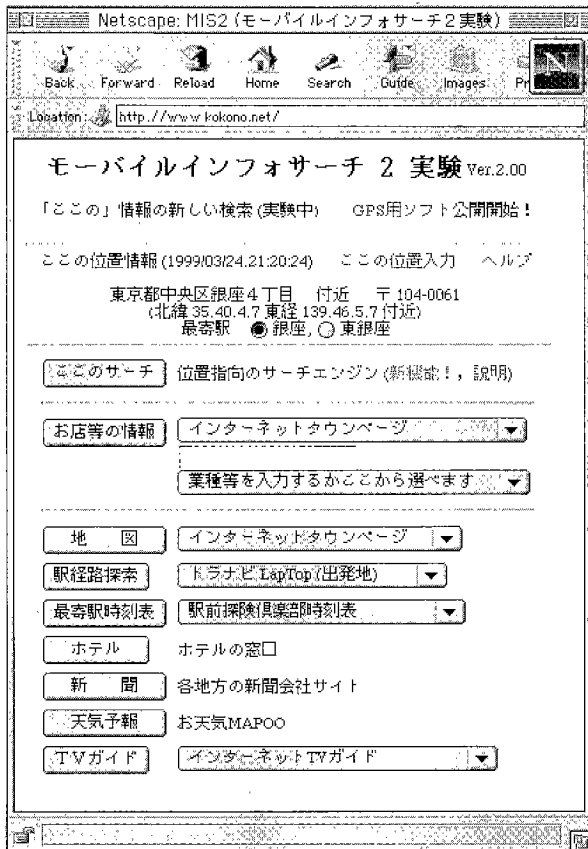 Netscape: MIS2 (モーバイルインフォサーチ2実験)
Back Forward Reload Home Search Guide Images
Location: http://www.kokono.net/
モーバイルインフォサーチ 2 実験 Ver.2.00
「ここの」情報の新しい検索 (実験中) GPS用ソフト公開開始!
ここの位置情報 (1999/03/24.21:20:24) ここの位置入力 ヘルプ
東京都中央区銀座4丁目 付近 〒 104-0061
(北緯 35.40.4.7 東経 139.46.5.7 付近)
最寄駅 銀座, 東銀座
ここのサーチ 位置指向のサーチエンジン (新機能!, 説明)
お店等の情報 インターネットタウンページ
業種等を入力するかここから選べます
地 図 インターネットタウンページ
駅経路探索 トラナビ LapTop (出発地)
最寄駅時刻表 駅前探険倶楽部時刻表
ホテル ホテルの窓口
新 聞 各地方の新聞会社サイト
天気予報 お天気MAPOO
TVガイド インターネットTVガイド